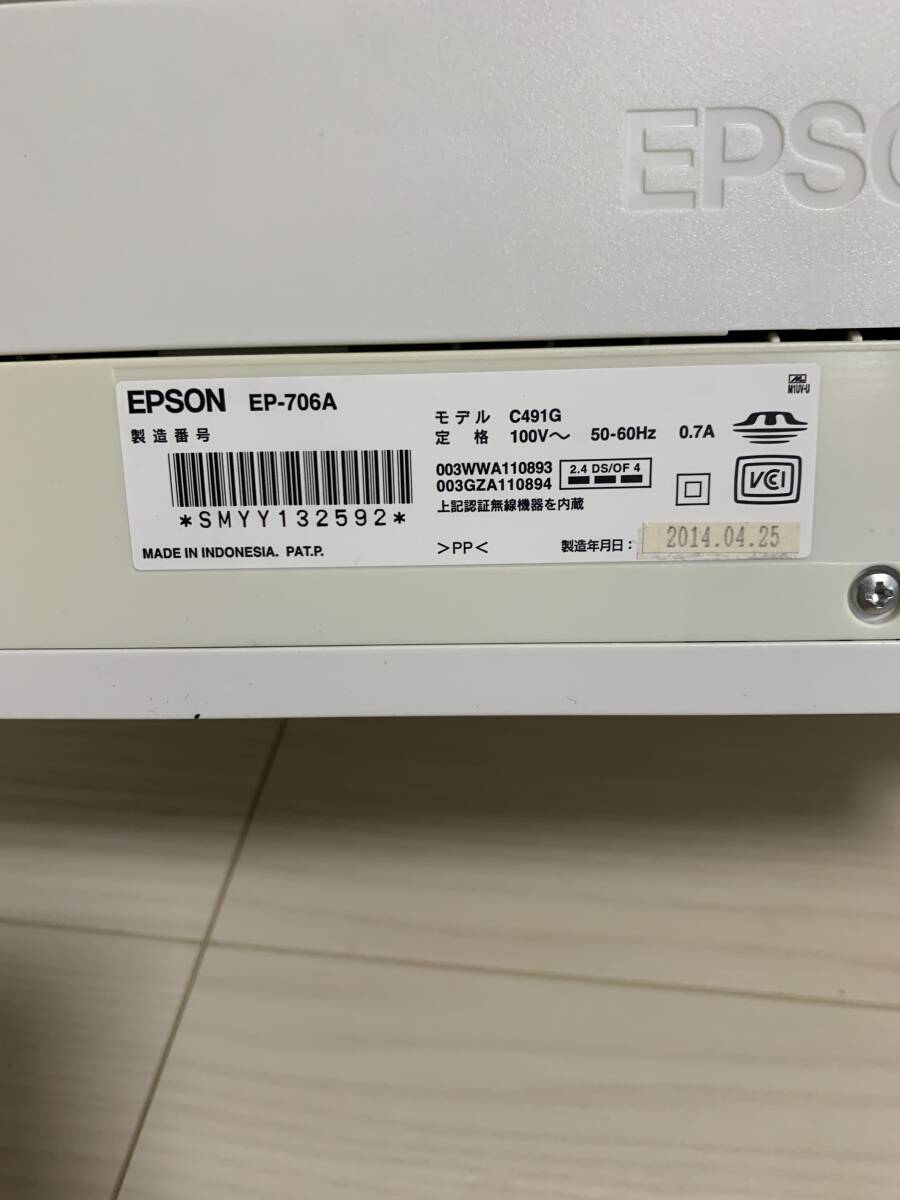 EPSO
EPSON EP-706A
製造番号
*SMYY132592*
MADE IN INDONESIA. PAT.P.
モデル C491G
定格 100V～ 50-60Hz 0.7A
003WWA110893
003GZA110894
2.4 DS/OF 4
上記認証無線機器を内蔵
>PP<
製造年月日: 2014.04.25
VCI
M1UV-U